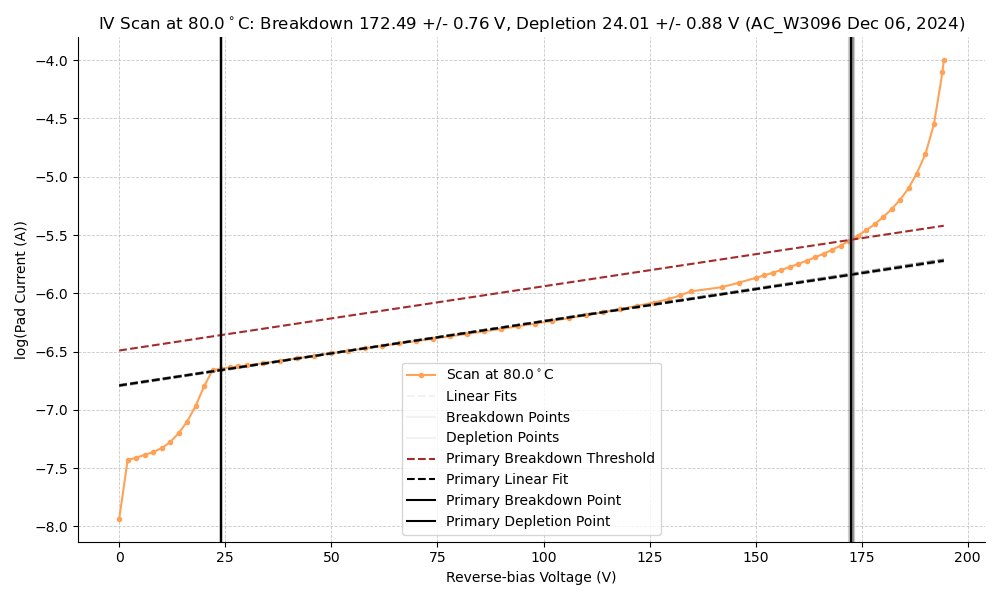 IV Scan at 80.0°C: Breakdown 172.49 +/- 0.76 V, Depletion 24.01 +/- 0.88 V (AC_W3096 Dec 06, 2024)
log(Pad Current (A))
−4.0
−4.5
−5.0
−5.5
−6.0
−6.5
−7.0
−7.5
−8.0
Scan at 80.0°C
Linear Fits
Breakdown Points
Depletion Points
Primary Breakdown Threshold
Primary Linear Fit
Primary Breakdown Point
Primary Depletion Point
0 25 50 75 100 125 150 175 200
Reverse-bias Voltage (V)